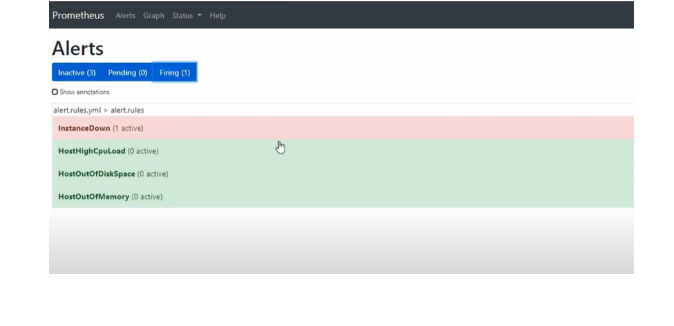 Prometheus Alerts Graph Status Help
Alerts
Inactive (3) Pending (0) Firing (1)
Show annotations
alert.rules.yml > alert.rules
InstanceDown (1 active)
HostHighCpuLoad (0 active)
HostOutOfDiskSpace (0 active)
HostOutOfMemory (0 active)